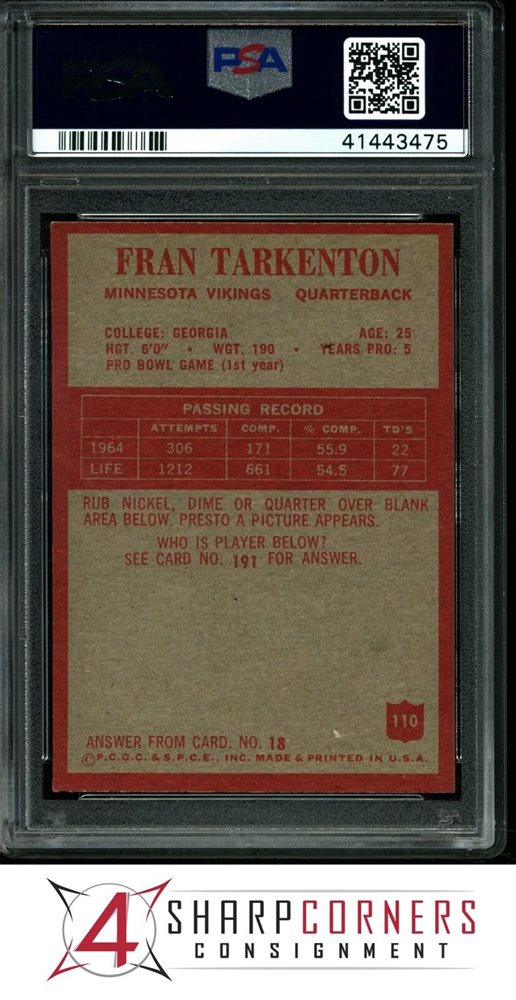 PSA
PSA
41443475
FRAN TARKENTON
MINNESOTA VIKINGS QUARTERBACK
COLLEGE: GEORGIA AGE: 25
HGT. 6'0" • WGT. 190 • YEARS PRO: 5
PRO BOWL GAME (1st year)
PASSING RECORD
ATTEMPTS COMP. % COMP. TD'S
1964 306 171 55.9 22
LIFE 1212 661 54.5 77
RUB NICKEL, DIME OR QUARTER OVER BLANK
AREA BELOW. PRESTO A PICTURE APPEARS.
WHO IS PLAYER BELOW?
SEE CARD NO. 191 FOR ANSWER.
110
ANSWER FROM CARD. NO. 18
©P.C.G.C. & S.P.C.E., INC. MADE & PRINTED IN U.S.A.
PSA
4 SHARPCORNERS
CONSIGNMENT